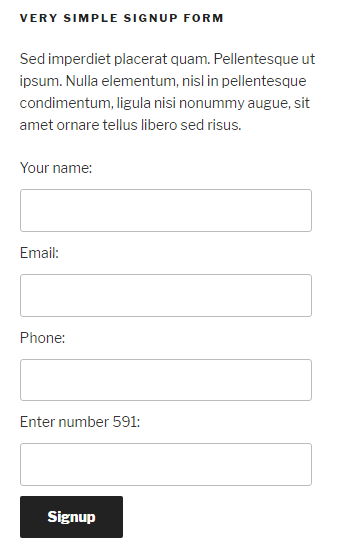 VERY SIMPLE SIGNUP FORM
Sed imperdiet placerat quam. Pellentesque ut
ipsum. Nulla elementum, nisl in pellentesque
condimentum, ligula nisi nonummy augue, sit
amet ornare tellus libero sed risus.
Your name:
Email:
Phone:
Enter number 591:
Signup